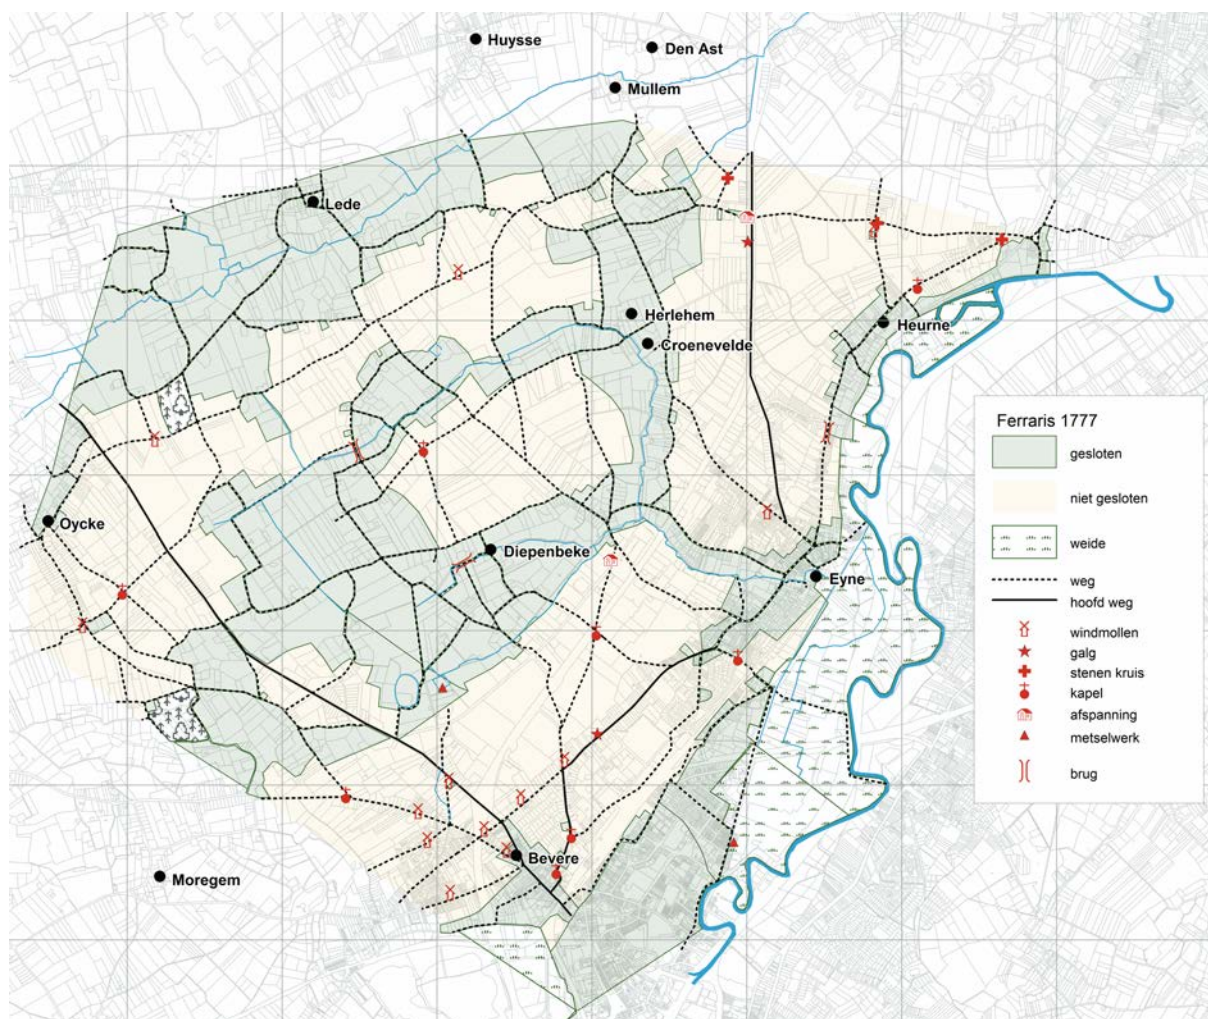 Huysse
Den Ast
Mullem
Lede
Herlehem
Croenevelde
Heurne
Oycke
Diepenbeke
Eyne
Bevere
Moregem
Ferraris 1777
gesloten
niet gesloten
weide
weg
hoofd weg
windmollen
galg
stenen kruis
kapel
afspanning
metselwerk
brug